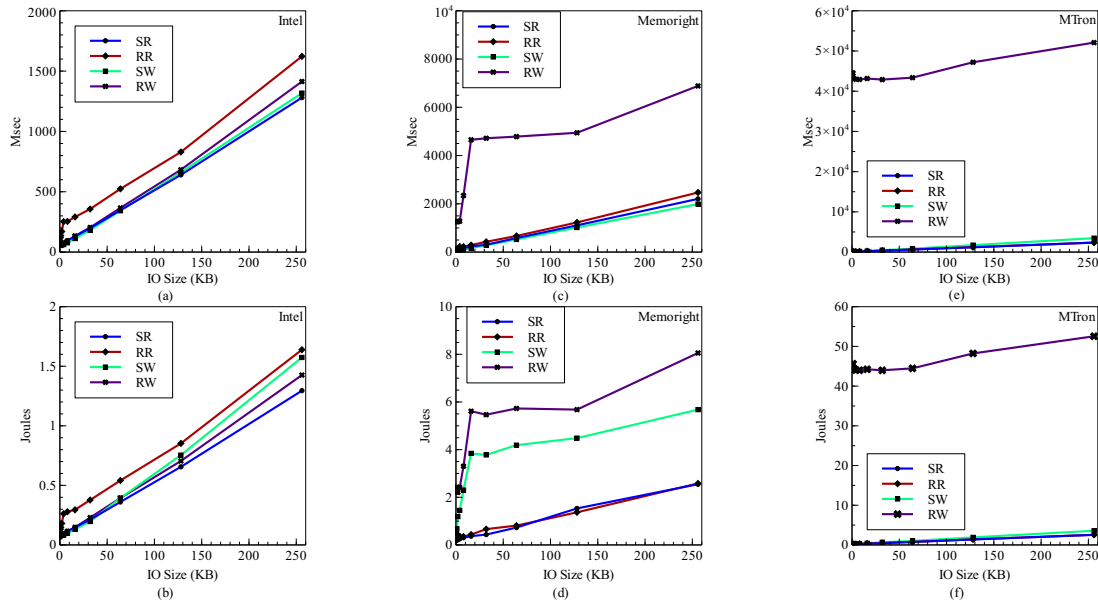 2000
1500
1000
500
0
Msec
Intel
SR
RR
SW
RW
0 50 100 150 200 250
IO Size (KB)
(a)
10⁴
8000
6000
4000
2000
0
Msec
Memoright
SR
RR
SW
RW
0 50 100 150 200 250
IO Size (KB)
(c)
6×10⁴
5×10⁴
4×10⁴
3×10⁴
2×10⁴
10⁴
0
Msec
MTron
SR
RR
SW
RW
0 50 100 150 200 250
IO Size (KB)
(e)
2
1.5
1
0.5
0
Joules
Intel
SR
RR
SW
RW
0 50 100 150 200 250
IO Size (KB)
(b)
10
8
6
4
2
0
Joules
Memoright
SR
RR
SW
RW
0 50 100 150 200 250
IO Size (KB)
(d)
60
50
40
30
20
10
0
Joules
MTron
SR
RR
SW
RW
0 50 100 150 200 250
IO Size (KB)
(f)